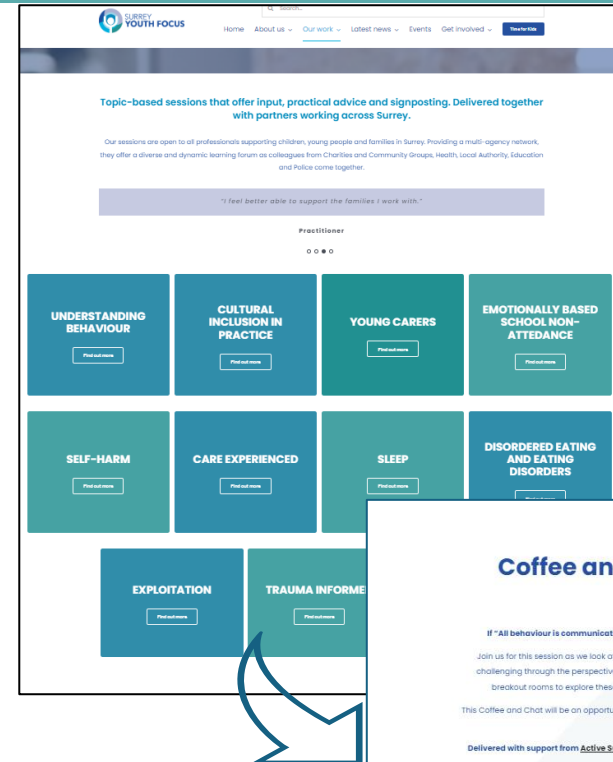 Search...
SURREY
YOUTH FOCUS
Home About us Our work Latest news Events Get involved Time for Kids
Topic-based sessions that offer input, practical advice and signposting. Delivered together
with partners working across Surrey.
Our sessions are open to all professionals supporting children, young people and families in Surrey. Providing a multi-agency network,
they offer a diverse and dynamic learning forum as colleagues from Charities and Community Groups, Health, Local Authority, Education
and Police come together.
"I feel better able to support the families I work with."
Practitioner
UNDERSTANDING
BEHAVIOUR
Find out more
CULTURAL
INCLUSION IN
PRACTICE
Find out more
YOUNG CARERS
Find out more
EMOTIONALLY BASED
SCHOOL NON-
ATTEDANCE
Find out more
SELF-HARM
Find out more
CARE EXPERIENCED
Find out more
SLEEP
Find out more
DISORDERED EATING
AND EATING
DISORDERS
EXPLOITATION
Find out more
TRAUMA INFORME
Find out more
Coffee an
If "All behaviour is communicat
Join us for this session as we look a
challenging through the perspectiv
breakout rooms to explore thes
This Coffee and Chat will be an opportu
Delivered with support from Active S